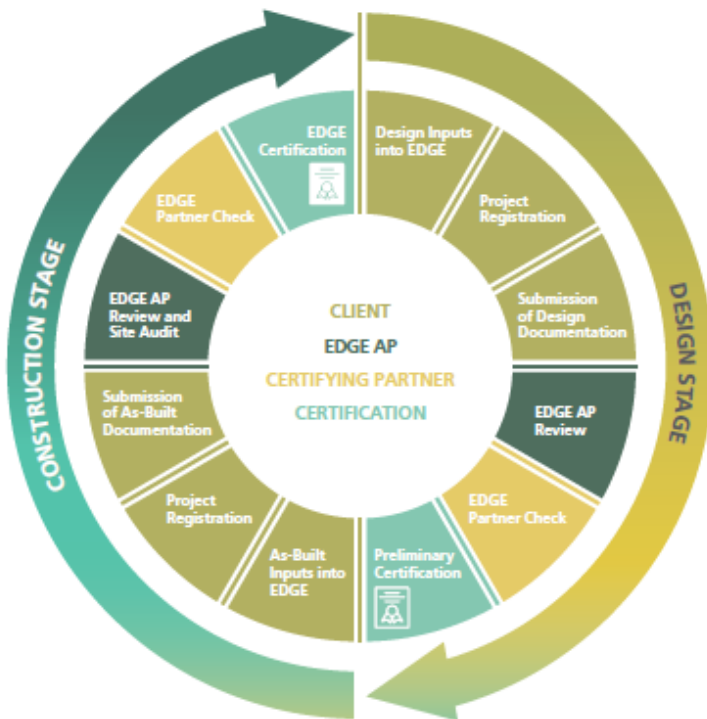 Design Inputs
into EDGE
Project
Registration
Submission
of Design
Documentation
EDGE AP
Review
EDGE
Partner Check
Preliminary
Certification
As-Built
Inputs into
EDGE
Project
Registration
Submission
of As-Built
Documentation
EDGE AP
Review and
Site Audit
EDGE
Partner Check
EDGE
Certification
CLIENT
EDGE AP
CERTIFYING PARTNER
CERTIFICATION
DESIGN STAGE
CONSTRUCTION STAGE